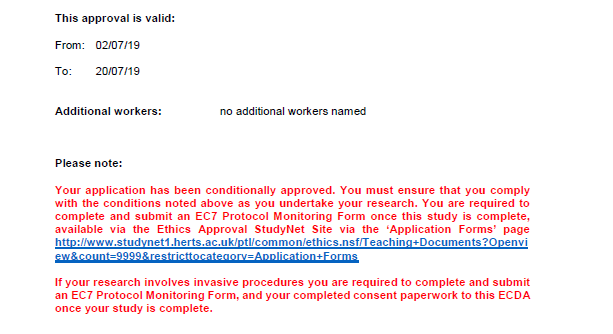 This approval is valid:
From: 02/07/19
To: 20/07/19
Additional workers: no additional workers named
Please note:
Your application has been conditionally approved. You must ensure that you comply
with the conditions noted above as you undertake your research. You are required to
complete and submit an EC7 Protocol Monitoring Form once this study is complete,
available via the Ethics Approval StudyNet Site via the ‘Application Forms’ page
http://www.studynet1.herts.ac.uk/ptl/common/ethics.nsf/Teaching+Documents?Openvi
ew&count=9999&restricttocategory=Application+Forms
If your research involves invasive procedures you are required to complete and submit
an EC7 Protocol Monitoring Form, and your completed consent paperwork to this ECDA
once your study is complete.